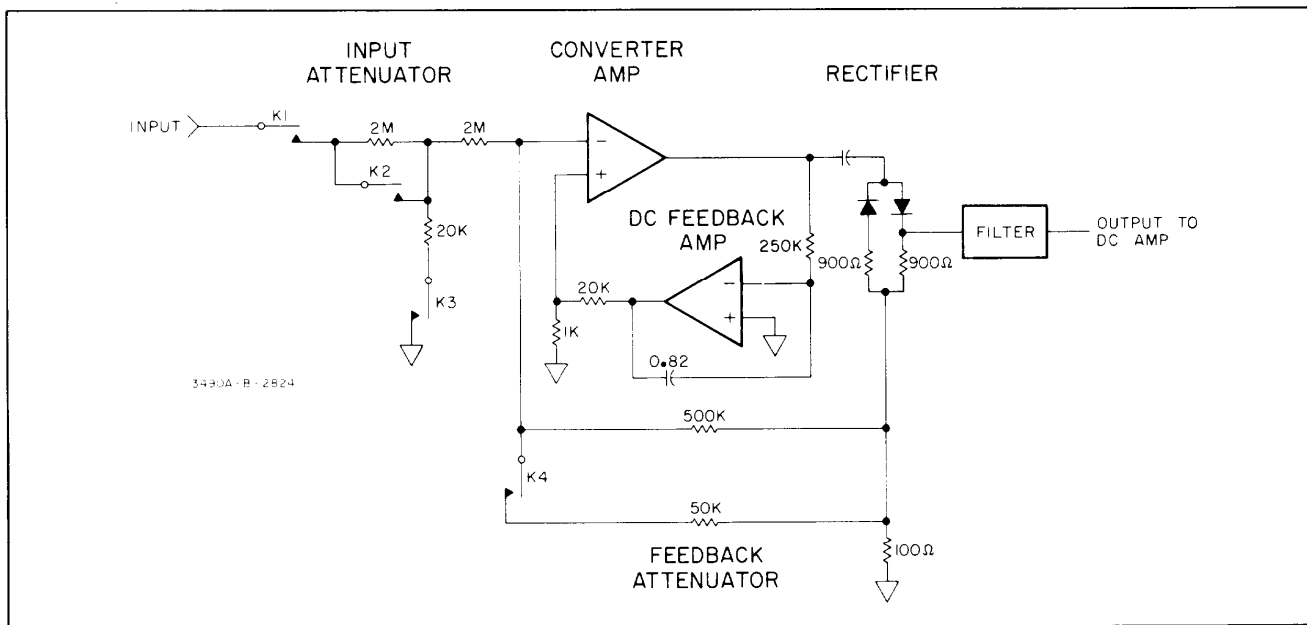 INPUT
ATTENUATOR
CONVERTER
AMP
RECTIFIER
INPUT
K1
2M
2M
K2
20K
K3
−
+
DC FEEDBACK
AMP
250K
900Ω
900Ω
FILTER
OUTPUT TO
DC AMP
20K
−
+
1K
0.82
3490A-B-2824
500K
K4
50K
100Ω
FEEDBACK
ATTENUATOR